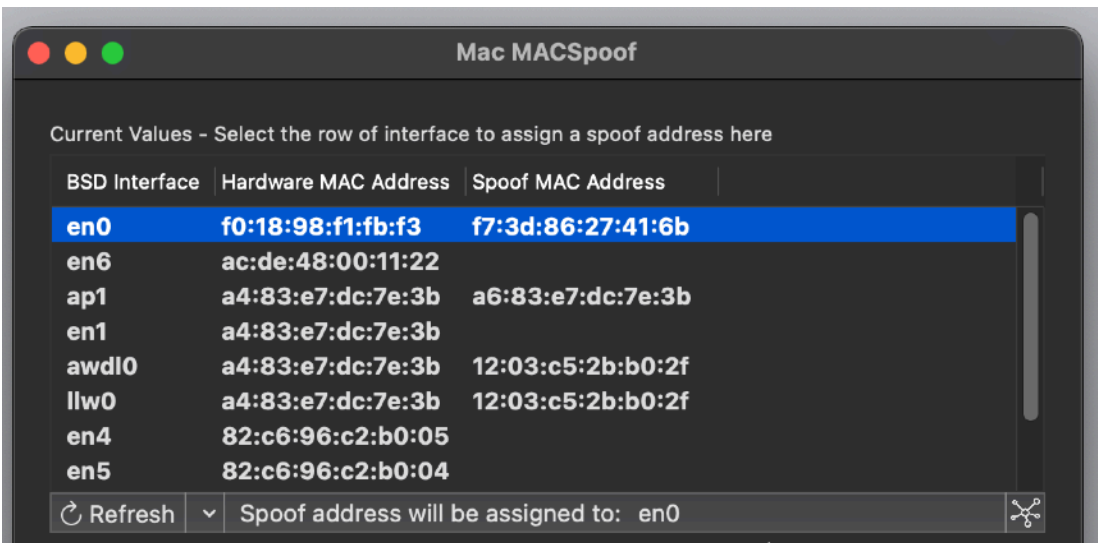 Mac MACSpoof
Current Values - Select the row of interface to assign a spoof address here
BSD Interface Hardware MAC Address Spoof MAC Address
en0 f0:18:98:f1:fb:f3 f7:3d:86:27:41:6b
en6 ac:de:48:00:11:22
ap1 a4:83:e7:dc:7e:3b a6:83:e7:dc:7e:3b
en1 a4:83:e7:dc:7e:3b
awdl0 a4:83:e7:dc:7e:3b 12:03:c5:2b:b0:2f
llw0 a4:83:e7:dc:7e:3b 12:03:c5:2b:b0:2f
en4 82:c6:96:c2:b0:05
en5 82:c6:96:c2:b0:04
Refresh Spoof address will be assigned to: en0